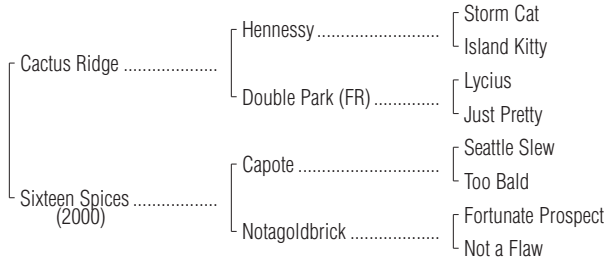 Storm Cat
Hennessy
Island Kitty
Cactus Ridge
Lycius
Double Park (FR)
Just Pretty
Seattle Slew
Capote
Too Bald
Sixteen Spices
(2000)
Fortunate Prospect
Notagoldbrick
Not a Flaw